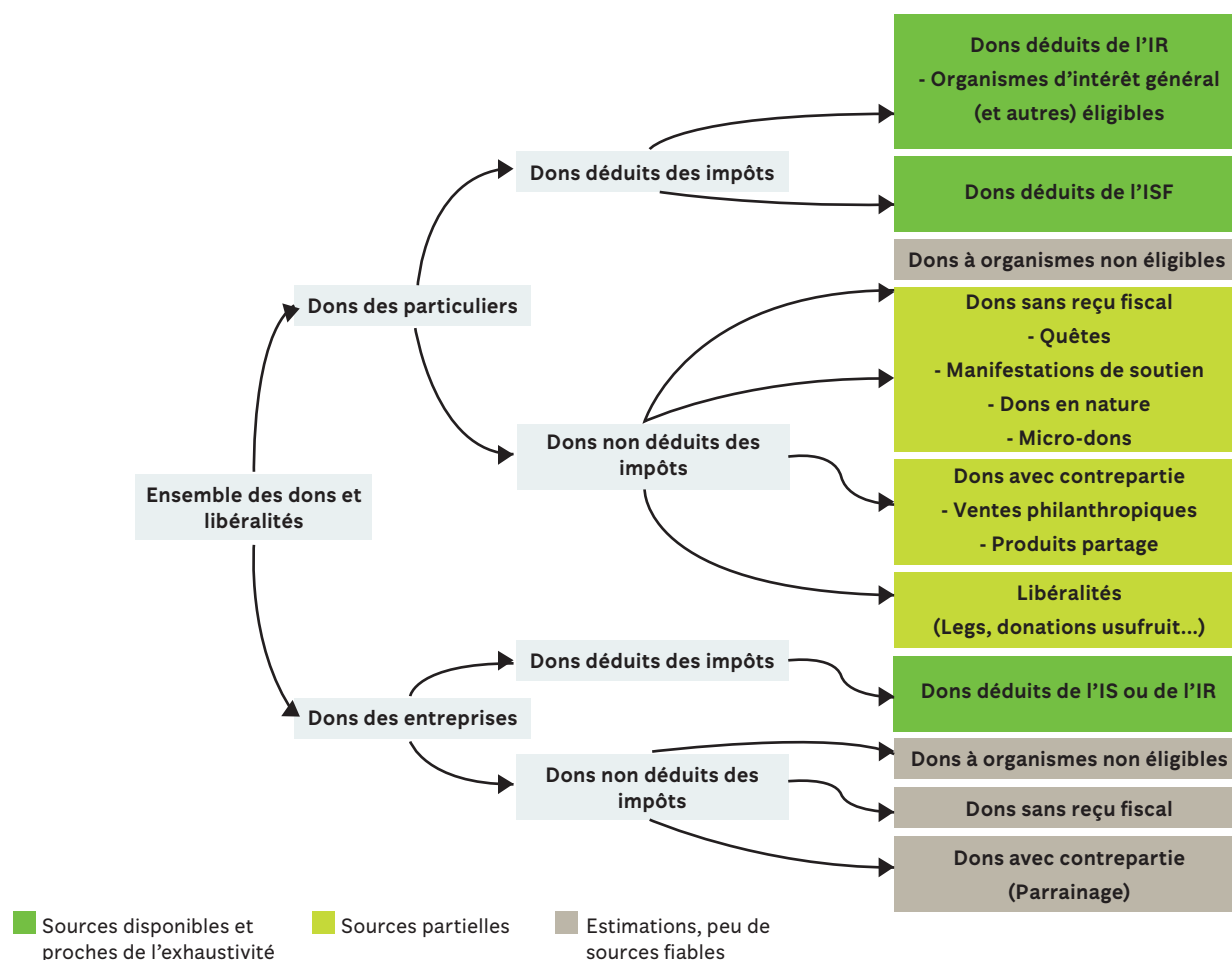 Dons déduits de l'IR
- Organismes d'intérêt général
(et autres) éligibles
Dons déduits des impôts
Dons déduits de l'ISF
Dons à organismes non éligibles
Dons des particuliers
Dons sans reçu fiscal
- Quêtes
- Manifestations de soutien
- Dons en nature
- Micro-dons
Dons non déduits des
impôts
Dons avec contrepartie
- Ventes philanthropiques
- Produits partage
Ensemble des dons et
libéralités
Libéralités
(Legs, donations usufruit...)
Dons déduits des impôts
Dons déduits de l'IS ou de l'IR
Dons des entreprises
Dons à organismes non éligibles
Dons non déduits des
impôts
Dons sans reçu fiscal
Dons avec contrepartie
(Parrainage)
Sources disponibles et
proches de l'exhaustivité
Sources partielles
Estimations, peu de
sources fiables